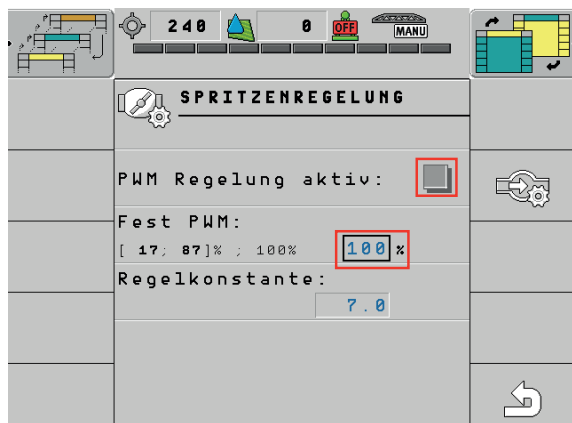 240 0 OFF MANU
SPRITZENREGELUNG
PWM Regelung aktiv:
Fest PWM:
[ 17; 87]% ; 100% 100 %
Regelkonstante:
7.0